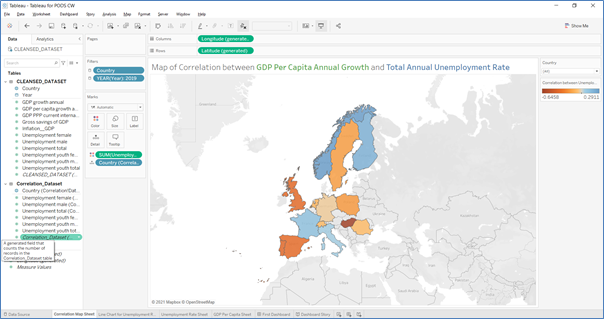 Tableau - Tableau for PODS CW
File Data Worksheet Dashboard Story Analysis Map Format Server Window Help
Show Me
Data Analytics
CLEANSED_DATASET
Search
Tables
CLEANSED_DATASET
Country
Year
GDP growth annual
GDP per capita growth a...
GDP PPP current interna...
Gross savings of GDP
Inflation__GDP
Unemployment female
Unemployment male
Unemployment total
Unemployment youth fe...
Unemployment youth m...
Unemployment youth total
CLEANSED_DATASET (...
Correlation_Dataset
Country (Correlation\Dat...
Unemployment female (...
Unemployment male (Co...
Unemployment total (Co...
Unemployment youth fe...
Unemployment youth m...
Unemployment youth tot...
Correlation_Dataset (...
A generated field that
counts the number of
records in the
Correlation_Dataset table
Measure Values
Pages
Filters
Country
YEAR(Year): 2019
Marks
Automatic
Color Size Label
Detail Tooltip
SUM(Unemploy...
Country (Correla...
Columns Longitude (generate...
Rows Latitude (generated)
Map of Correlation between GDP Per Capita Annual Growth and Total Annual Unemployment Rate
© 2021 Mapbox © OpenStreetMap
Country
(All)
Correlation between Unemplo...
-0.6458 0.2911
Data Source Correlation Map Sheet Line Chart for Unemployment R... Unemployment Rate Sheet GDP Per Capita Sheet First Dashboard Dashboard Story